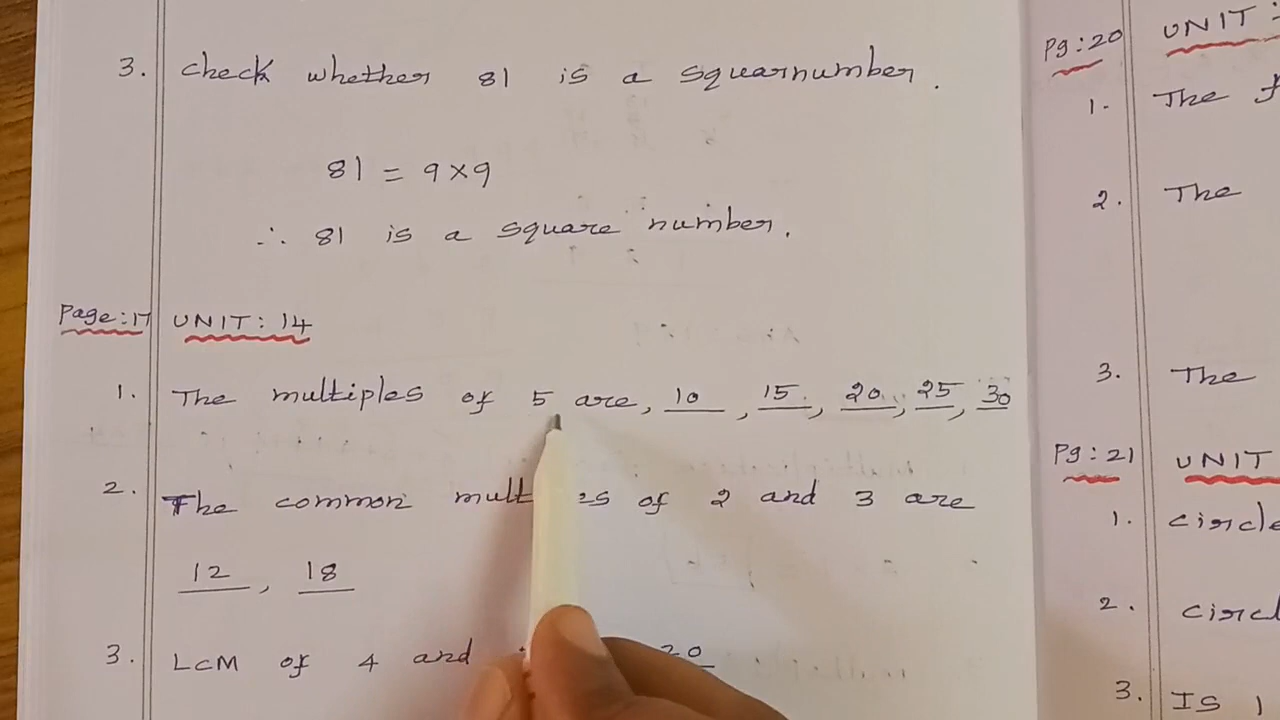 3. Check whether 81 is a squarnumber.
81 = 9×9
∴ 81 is a square number.
Page:17 UNIT: 14
1. The multiples of 5 are, 10, 15, 20, 25, 30
2. The common of 2 and 3 are
12, 18
3. LCM of 4 and 20
Pg:20 UNIT:
1. The
2. The
3. The
Pg:21 UNIT
1. circle
2.
3. Is